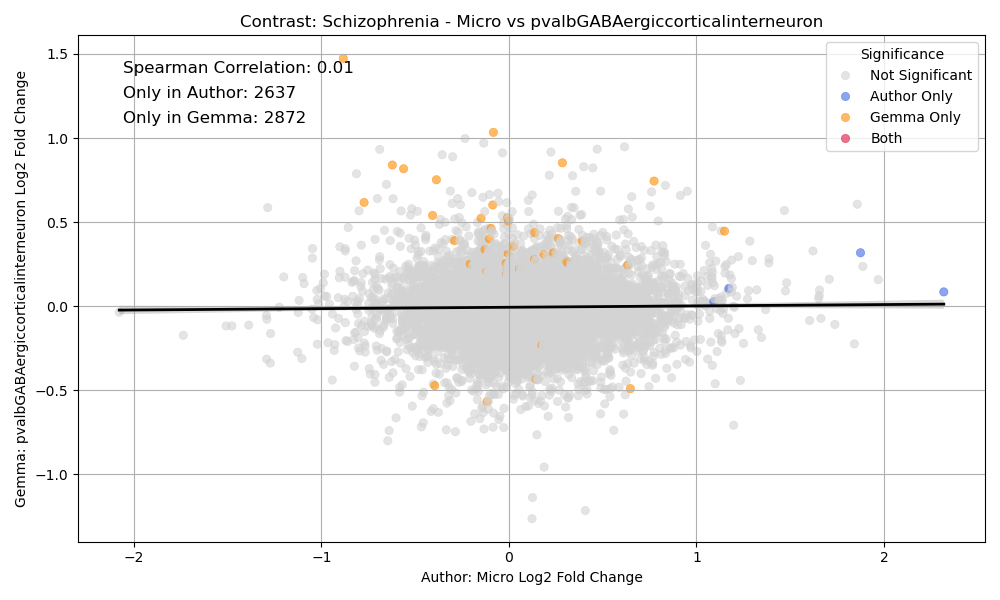 Contrast: Schizophrenia - Micro vs pvalbGABAergiccorticalinterneuron
Gemma: pvalbGABAergiccorticalinterneuron Log2 Fold Change
1.5
1.0
0.5
0.0
−0.5
−1.0
Spearman Correlation: 0.01
Only in Author: 2637
Only in Gemma: 2872
Significance
Not Significant
Author Only
Gemma Only
Both
−2
−1
0
1
2
Author: Micro Log2 Fold Change